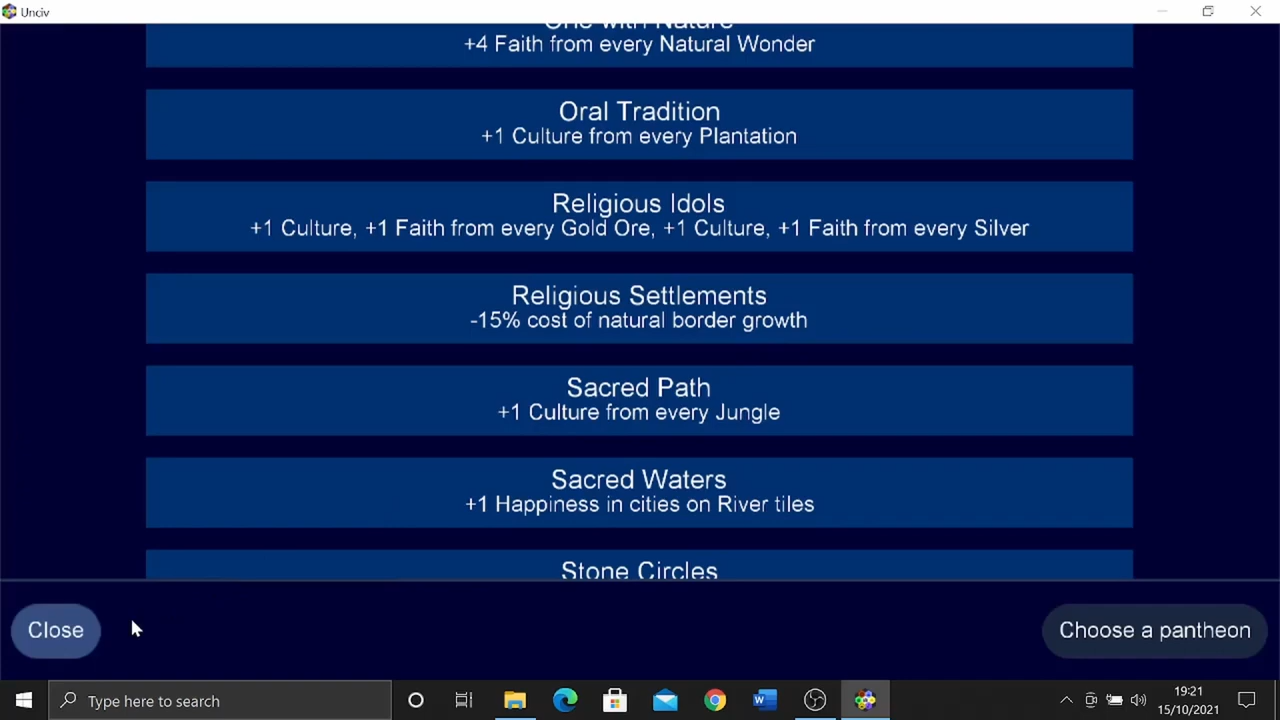 Unciv
One with Nature
+4 Faith from every Natural Wonder
Oral Tradition
+1 Culture from every Plantation
Religious Idols
+1 Culture, +1 Faith from every Gold Ore, +1 Culture, +1 Faith from every Silver
Religious Settlements
-15% cost of natural border growth
Sacred Path
+1 Culture from every Jungle
Sacred Waters
+1 Happiness in cities on River tiles
Stone Circles
Close
Choose a pantheon
Type here to search
19:21
15/10/2021